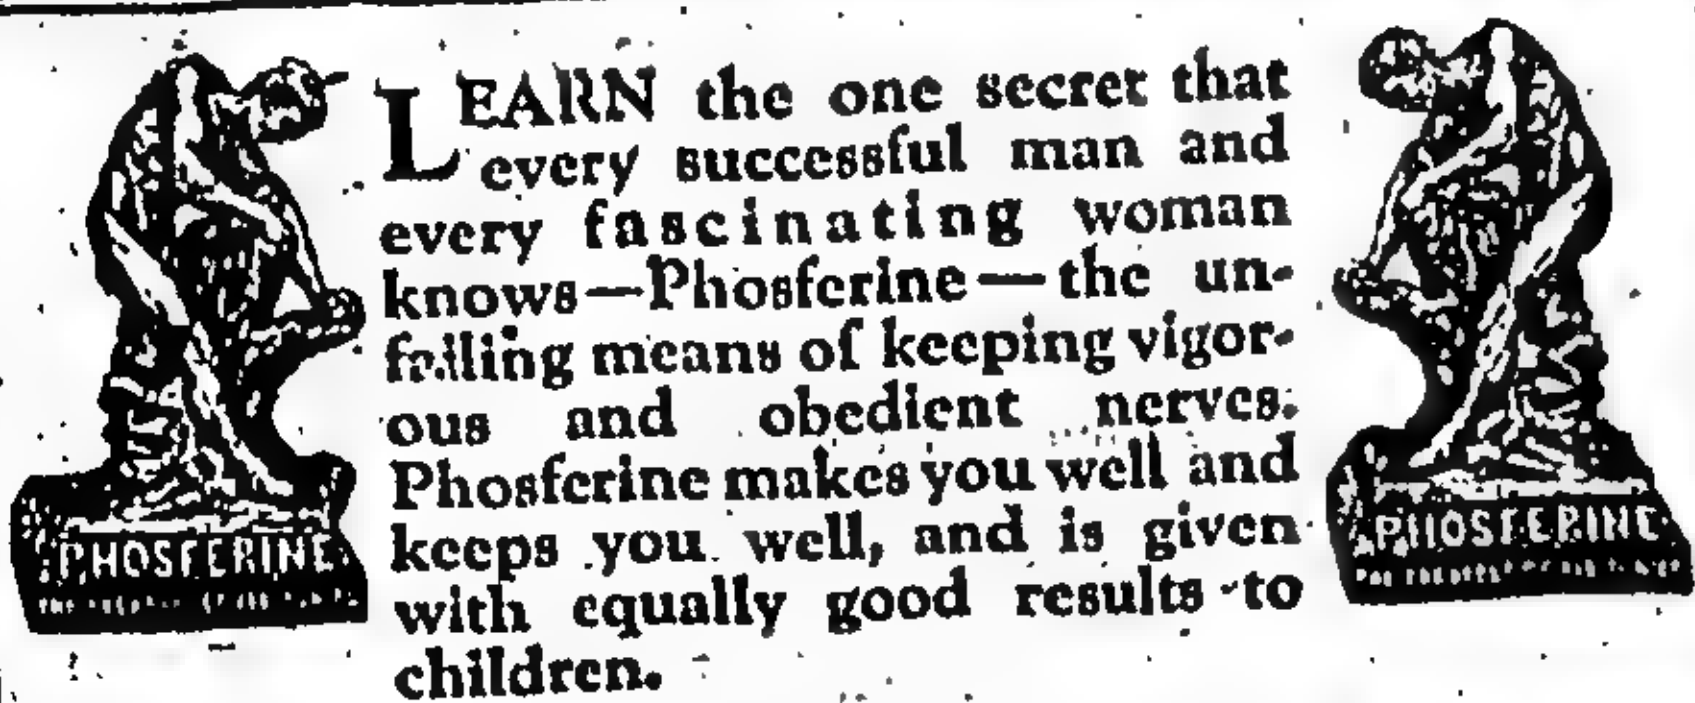 LEARN the one secret that
every successful man and
every fascinating woman
knows—Phosferine—the un-
failing means of keeping vigor-
ous and obedient nerves.
Phosferine makes you well and
keeps you well, and is given
with equally good results to
children.
PHOSFERINE
PHOSFERINE